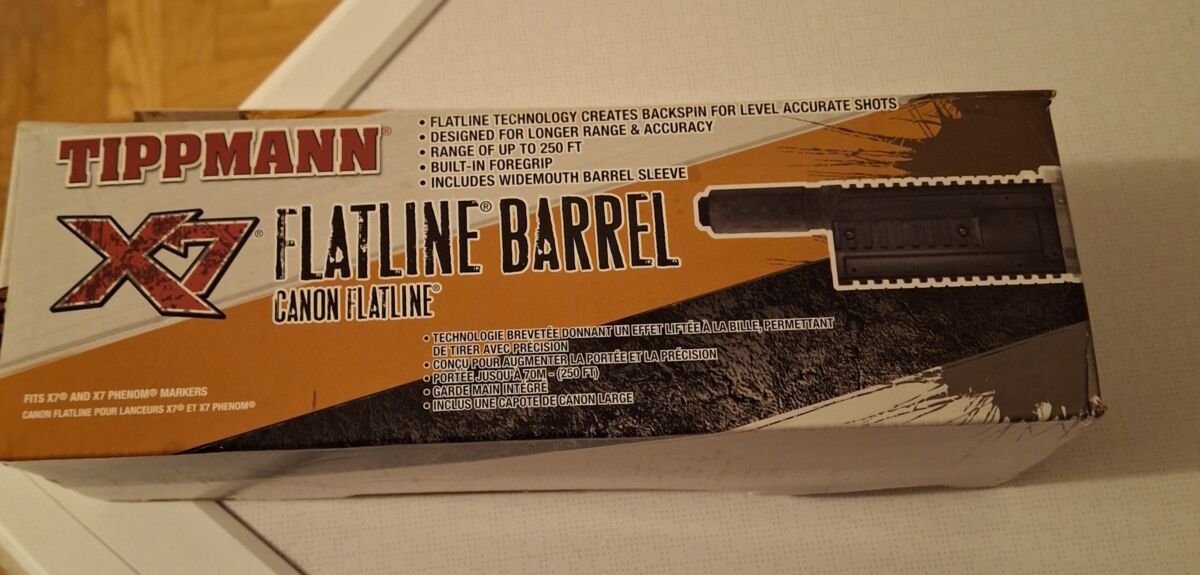 TIPPMANN®
• FLATLINE TECHNOLOGY CREATES BACKSPIN FOR LEVEL ACCURATE SHOTS
• DESIGNED FOR LONGER RANGE & ACCURACY
• RANGE OF UP TO 250 FT
• BUILT-IN FOREGRIP
• INCLUDES WIDEMOUTH BARREL SLEEVE
X7® FLATLINE® BARREL
CANON FLATLINE®
• TECHNOLOGIE BREVETÉE DONNANT UN EFFET LIFTÉE À LA BILLE, PERMETTANT
DE TIRER AVEC PRÉCISION
• CONÇU POUR AUGMENTER LA PORTÉE ET LA PRÉCISION
• PORTÉE JUSQU'À 70M - (250 FT)
• GARDE MAIN INTÉGRÉ
• INCLUS UNE CAPOTE DE CANON LARGE
FITS X7® AND X7 PHENOM® MARKERS
CANON FLATLINE POUR LANCEURS X7® ET X7 PHENOM®